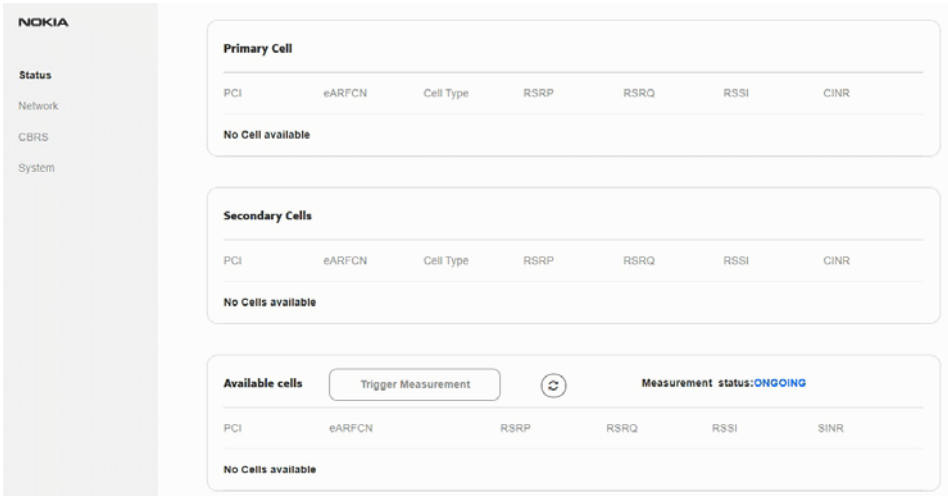 NOKIA
Status
Network
CBRS
System
Primary Cell
PCI eARFCN Cell Type RSRP RSRQ RSSI CINR
No Cell available
Secondary Cells
PCI eARFCN Cell Type RSRP RSRQ RSSI CINR
No Cells available
Available cells Trigger Measurement Measurement status:ONGOING
PCI eARFCN RSRP RSRQ RSSI SINR
No Cells available